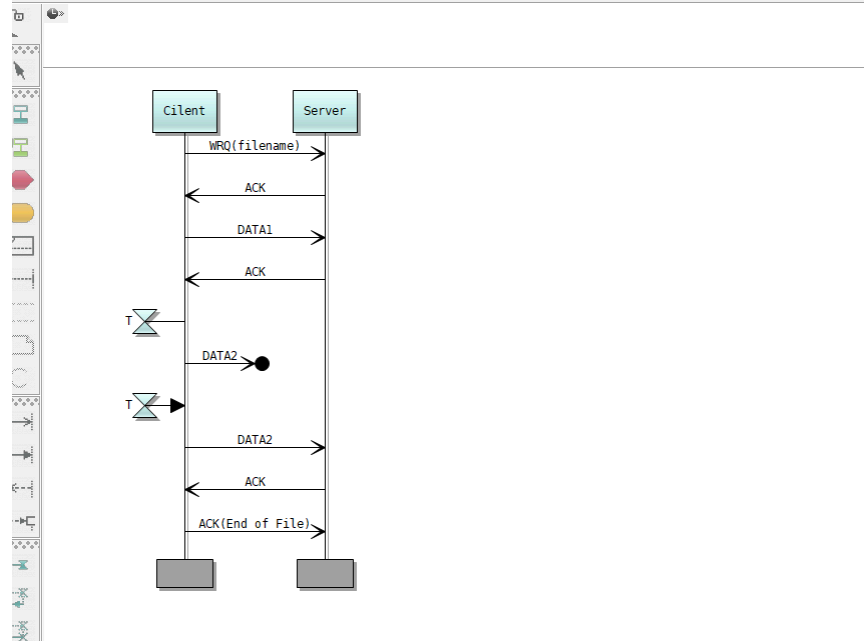 Cilent
Server
WRQ(filename)
ACK
DATA1
ACK
T
DATA2
T
DATA2
ACK
ACK(End of File)